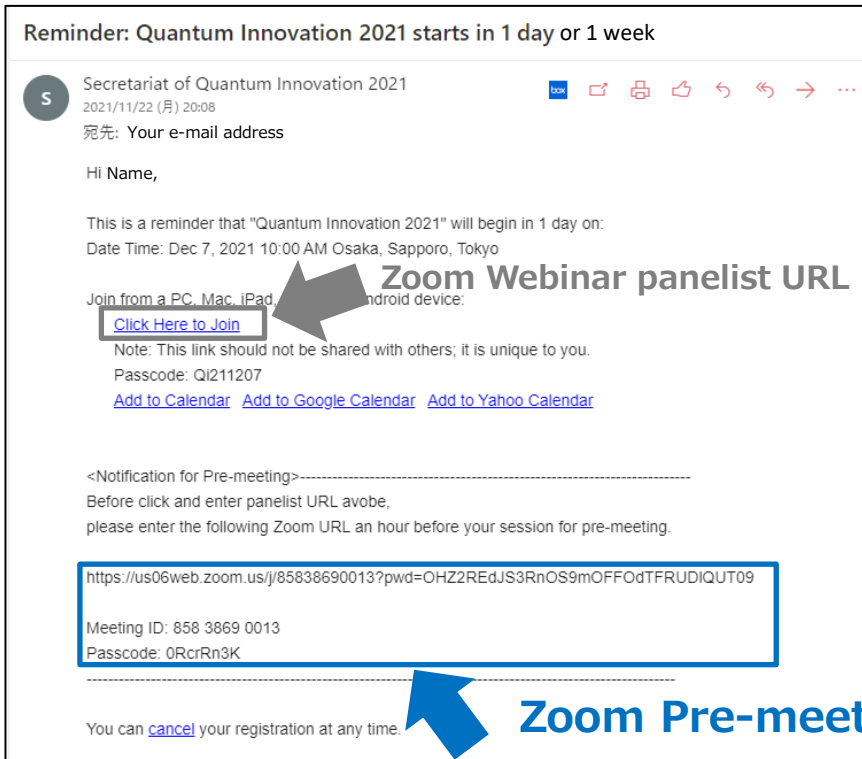 Reminder: Quantum Innovation 2021 starts in 1 day or 1 week
S
Secretariat of Quantum Innovation 2021
box
2021/11/22 (月) 20:08
宛先: Your e-mail address
Hi Name,
This is a reminder that "Quantum Innovation 2021" will begin in 1 day on:
Date Time: Dec 7, 2021 10:00 AM Osaka, Sapporo, Tokyo
Zoom Webinar panelist URL
Join from a PC, Mac, iPad, ndroid device:
Click Here to Join
Note: This link should not be shared with others; it is unique to you.
Passcode: Qi211207
Add to Calendar Add to Google Calendar Add to Yahoo Calendar
<Notification for Pre-meeting>-------------------------------------------------------------------------
Before click and enter panelist URL avobe,
please enter the following Zoom URL an hour before your session for pre-meeting.
https://us06web.zoom.us/j/85838690013?pwd=OHZ2REdJS3RnOS9mOFFOdTFRUDlQUT09
Meeting ID: 858 3869 0013
Passcode: 0RcrRn3K
--------------------------------------------------------------------------------------------------------------
Zoom Pre-meet
You can cancel your registration at any time.